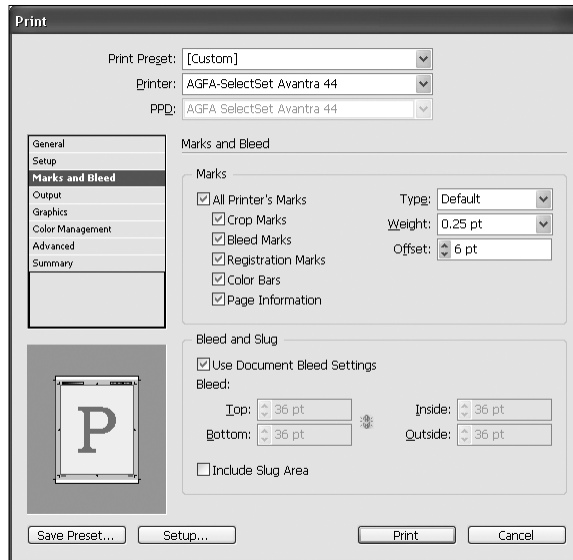 Print
Print Preset: [Custom]
Printer: AGFA-SelectSet Avantra 44
PPD: AGFA SelectSet Avantra 44
General
Setup
Marks and Bleed
Output
Graphics
Color Management
Advanced
Summary
Marks and Bleed
Marks
All Printer's Marks
Crop Marks
Bleed Marks
Registration Marks
Color Bars
Page Information
Type: Default
Weight: 0.25 pt
Offset: 6 pt
Bleed and Slug
Use Document Bleed Settings
Bleed:
Top: 36 pt Inside: 36 pt
Bottom: 36 pt Outside: 36 pt
Include Slug Area
P
Save Preset... Setup... Print Cancel